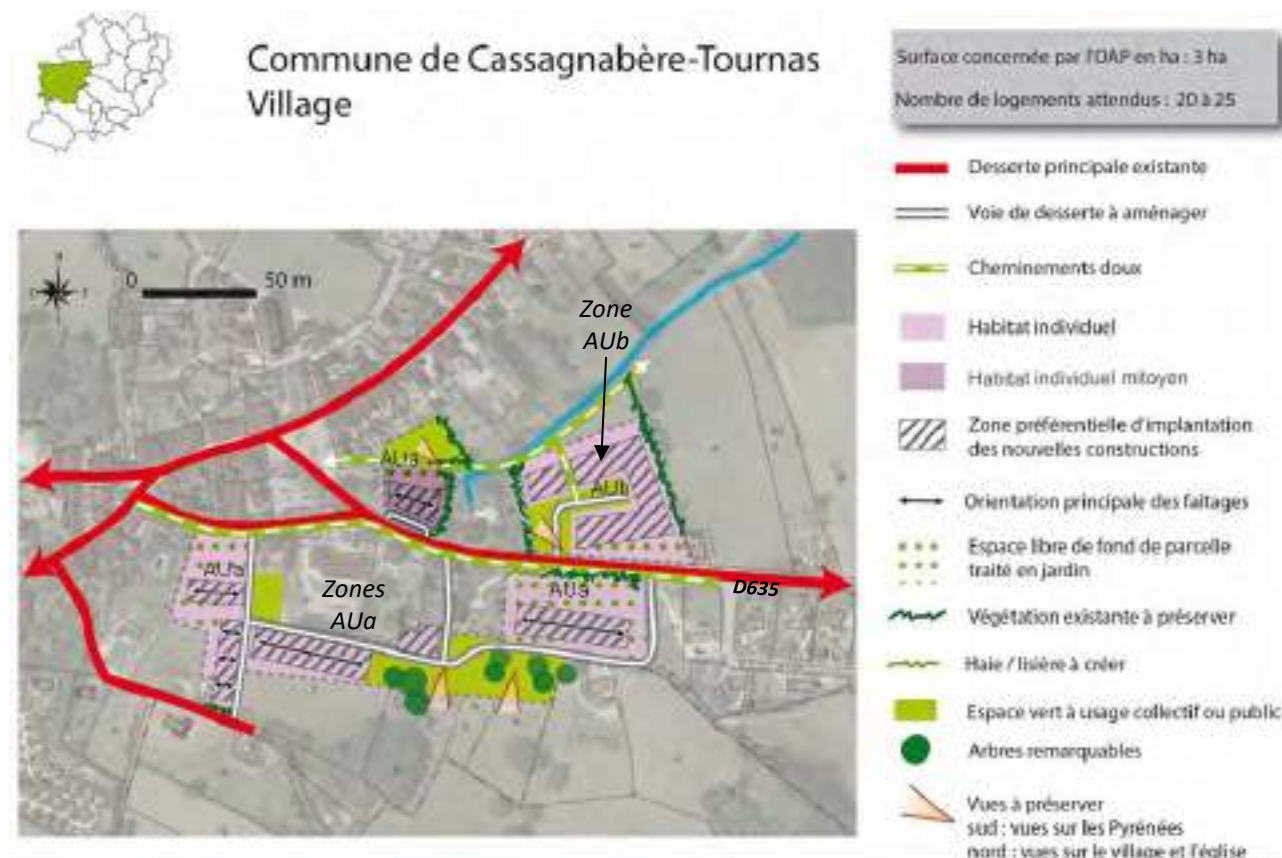 Commune de Cassagnabère-Tournas
Village
Surface concernée par l'OAP en ha : 3 ha
Nombre de logements attendus : 20 à 25
Desserte principale existante
Voie de desserte à aménager
Cheminements doux
Habitat individuel
Habitat individuel mitoyen
Zone préférentielle d'implantation
des nouvelles constructions
Orientation principale des faitages
Espace libre de fond de parcelle
traité en jardin
Végétation existante à préserver
Haie / lisière à créer
Espace vert à usage collectif ou public
Arbres remarquables
Vues à préserver
sud : vues sur les Pyrénées
nord : vues sur le village et l'église
0 50 m
Zone
AUb
AUa
AUb
AUa
Zones
AUa
AUa
D635